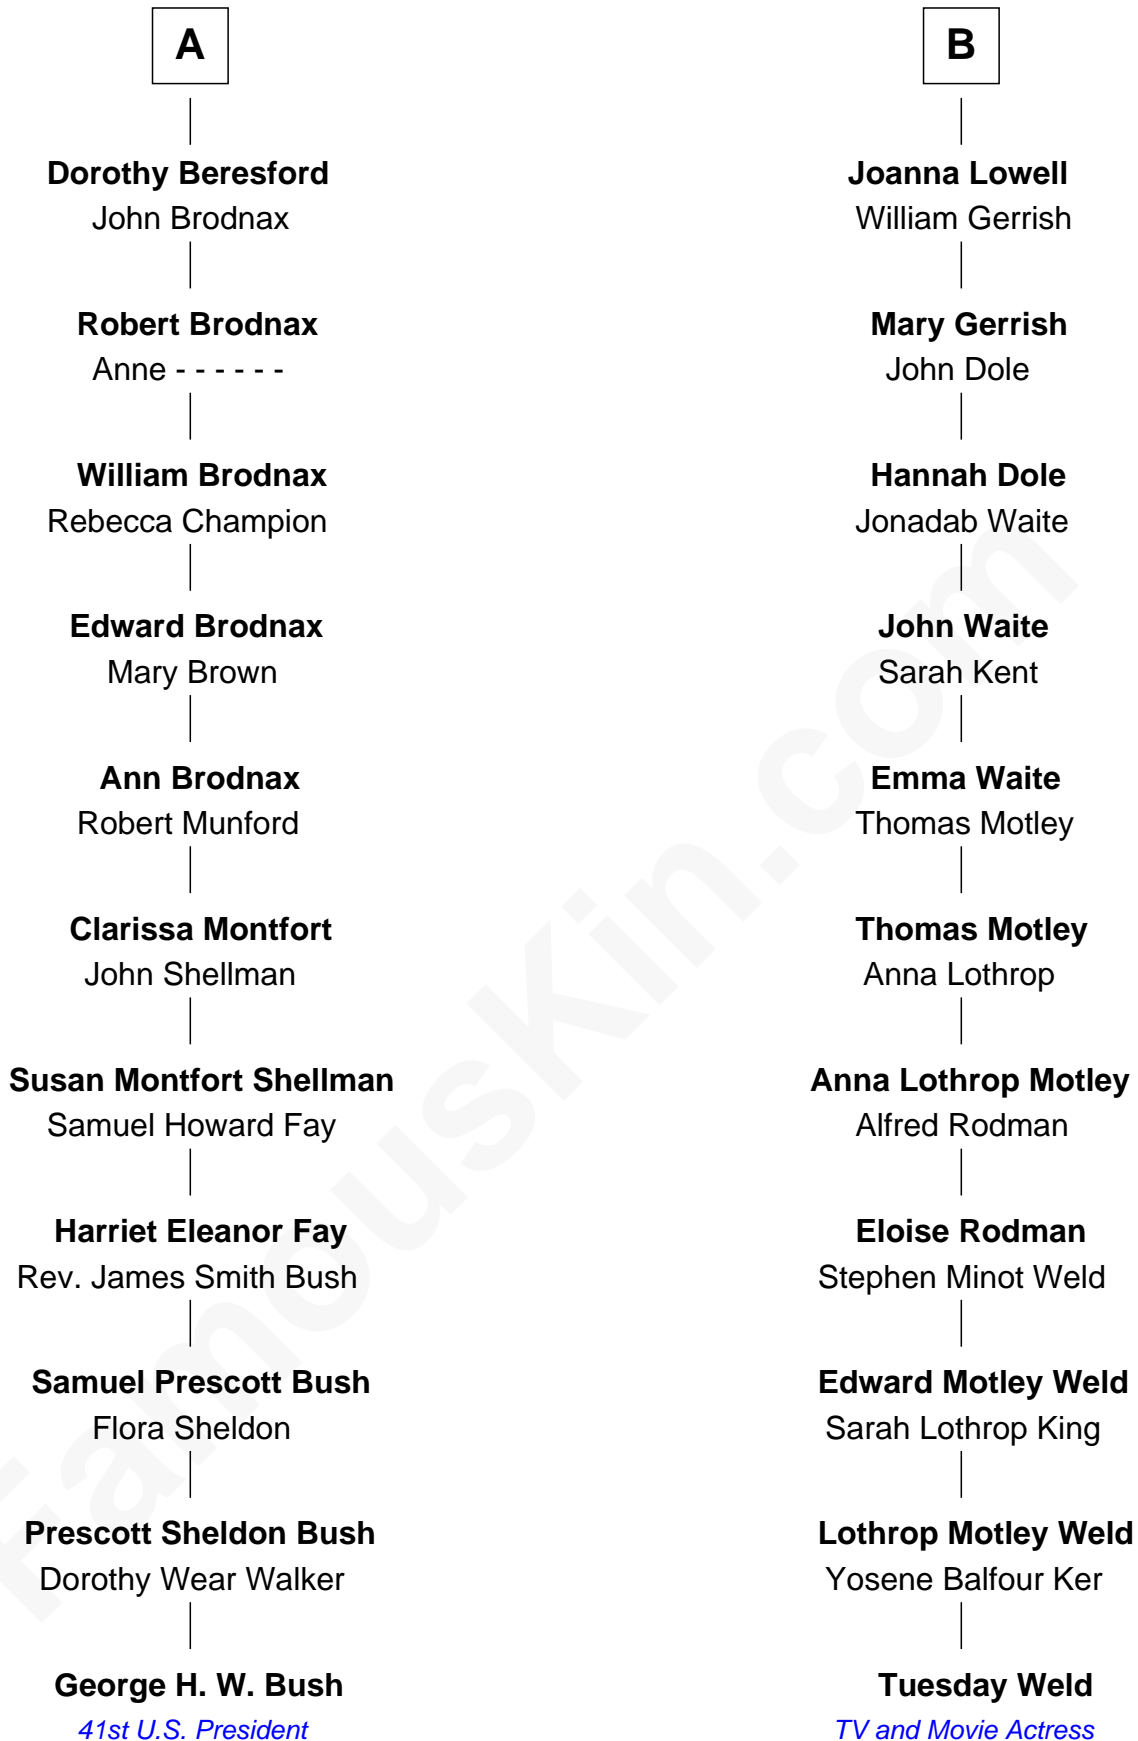 A
Dorothy Beresford
John Brodnax
Robert Brodnax
Anne - - - - - -
William Brodnax
Rebecca Champion
Edward Brodnax
Mary Brown
Ann Brodnax
Robert Munford
Clarissa Montfort
John Shellman
Susan Montfort Shellman
Samuel Howard Fay
Harriet Eleanor Fay
Rev. James Smith Bush
Samuel Prescott Bush
Flora Sheldon
Prescott Sheldon Bush
Dorothy Wear Walker
George H. W. Bush
41st U.S. President
B
Joanna Lowell
William Gerrish
Mary Gerrish
John Dole
Hannah Dole
Jonadab Waite
John Waite
Sarah Kent
Emma Waite
Thomas Motley
Thomas Motley
Anna Lothrop
Anna Lothrop Motley
Alfred Rodman
Eloise Rodman
Stephen Minot Weld
Edward Motley Weld
Sarah Lothrop King
Lothrop Motley Weld
Yosene Balfour Ker
Tuesday Weld
TV and Movie Actress
FamousKin.com